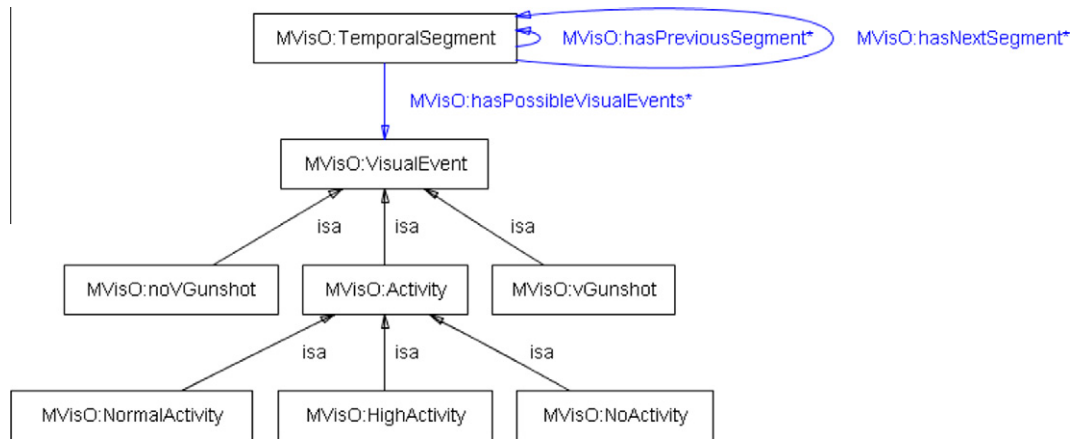 MVisO:TemporalSegment
MVisO:hasPreviousSegment*
MVisO:hasNextSegment*
MVisO:hasPossibleVisualEvents*
MVisO:VisualEvent
isa
isa
isa
MVisO:noVGunshot
MVisO:Activity
MVisO:vGunshot
isa
isa
isa
MVisO:NormalActivity
MVisO:HighActivity
MVisO:NoActivity